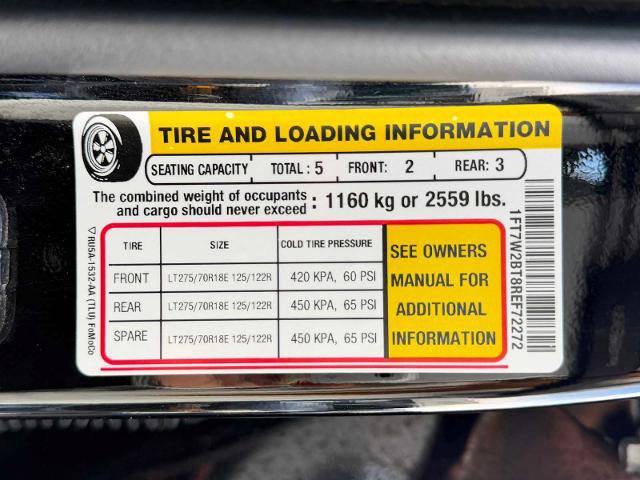 TIRE AND LOADING INFORMATION
SEATING CAPACITY TOTAL : 5 FRONT: 2 REAR: 3
The combined weight of occupants and cargo should never exceed : 1160 kg or 2559 lbs.
TIRE SIZE COLD TIRE PRESSURE
FRONT LT275/70R18E 125/122R 420 KPA, 60 PSI
REAR LT275/70R18E 125/122R 450 KPA, 65 PSI
SPARE LT275/70R18E 125/122R 450 KPA, 65 PSI
SEE OWNERS
MANUAL FOR
ADDITIONAL
INFORMATION
1FT7W2BT8REF72272
RU5A-1532-AA (TLU) FoMoCo